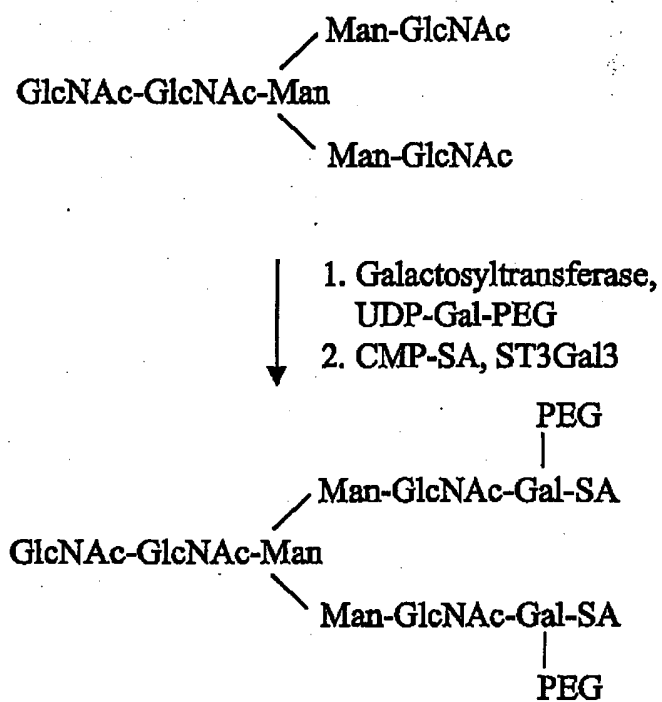 Man-GlcNAc
GlcNAc-GlcNAc-Man
Man-GlcNAc
1. Galactosyltransferase,
UDP-Gal-PEG
2. CMP-SA, ST3Gal3
PEG
Man-GlcNAc-Gal-SA
GlcNAc-GlcNAc-Man
Man-GlcNAc-Gal-SA
PEG